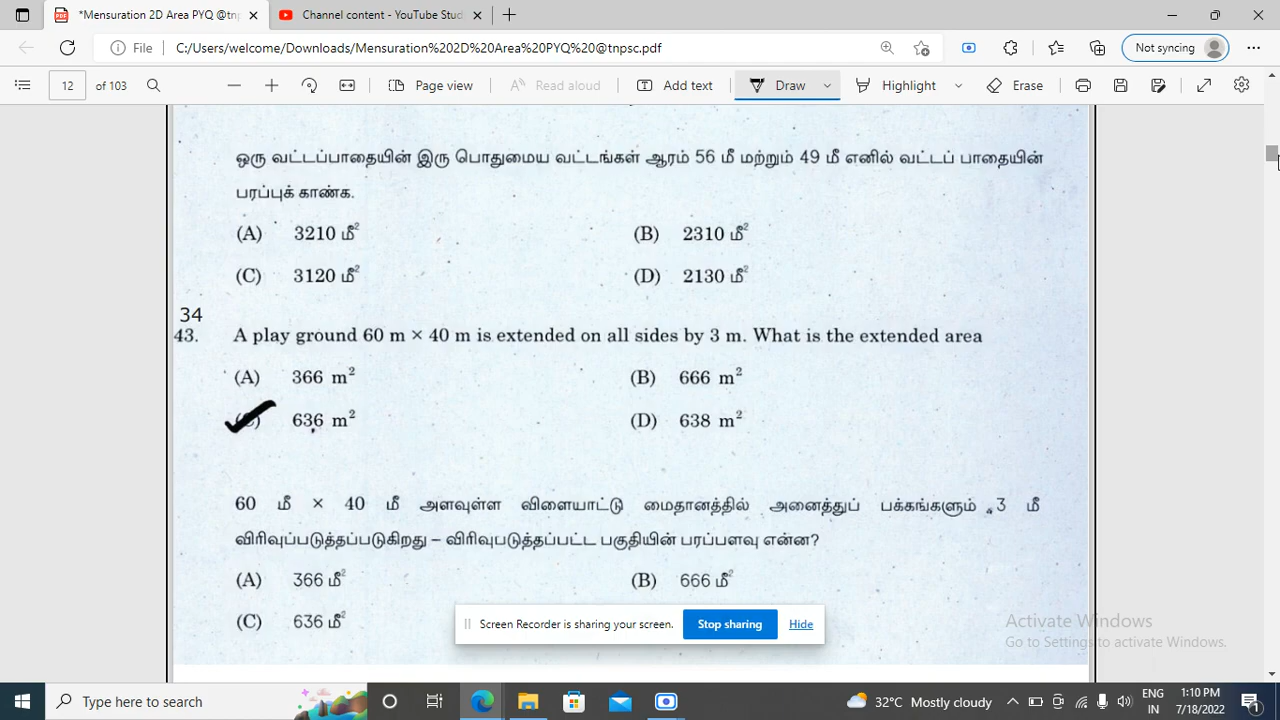 *Mensuration 2D Area PYQ @tnp
Channel content - YouTube Stud
File
C:/Users/welcome/Downloads/Mensuration%202D%20Area%20PYQ%20@tnpsc.pdf
Not syncing
12 of 103
Page view
Read aloud
Add text
Draw
Highlight
Erase
ஒரு வட்டப்பாதையின் இரு பொதுமைய வட்டங்கள் ஆரம் 56 மீ மற்றும் 49 மீ எனில் வட்டப் பாதையின்
பரப்புக் காண்க.
(A) 3210 மீ² (B) 2310 மீ²
(C) 3120 மீ² (D) 2130 மீ²
34
43. A play ground 60 m × 40 m is extended on all sides by 3 m. What is the extended area
(A) 366 m² (B) 666 m²
(C) 636 m² (D) 638 m²
60 மீ × 40 மீ அளவுள்ள விளையாட்டு மைதானத்தில் அனைத்துப் பக்கங்களும் 3 மீ
விரிவுப்படுத்தப்படுகிறது – விரிவுபடுத்தப்பட்ட பகுதியின் பரப்பளவு என்ன?
(A) 366 மீ² (B) 666 மீ²
(C) 636 மீ²
Screen Recorder is sharing your screen.
Stop sharing
Hide
Activate Windows
Go to Settings to activate Windows.
Type here to search
32°C Mostly cloudy
ENG
IN
1:10 PM
7/18/2022
1